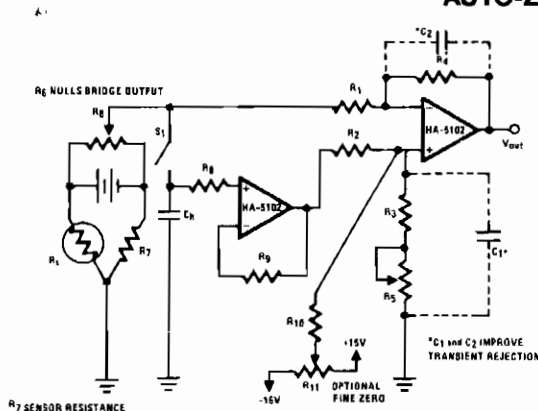 AUTO-Z
*C2
R4
R6 NULLS BRIDGE OUTPUT
R1
HA-5102
Vout
S1
R2
R8
HA-5102
Ch
R7
R9
R3
C1*
R5
R10
+15V
*C1 and C2 IMPROVE
TRANSIENT REJECTION
R11
OPTIONAL
FINE ZERO
-15V
R7 SENSOR RESISTANCE